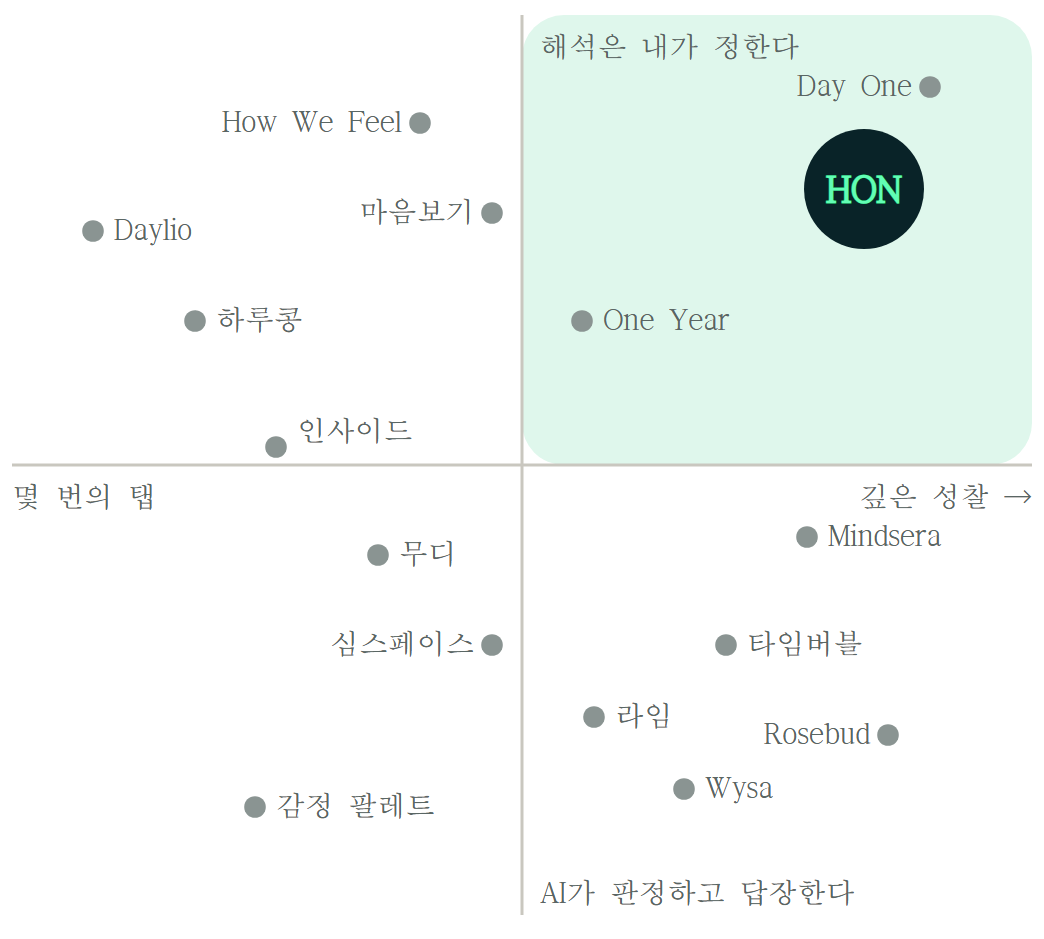 해석은 내가 정한다
Day One
How We Feel
HON
마음보기
Daylio
하루콩
One Year
인사이드
몇 번의 탭
깊은 성찰 →
Mindsera
무디
심스페이스
타임버블
라임
Rosebud
Wysa
감정 팔레트
AI가 판정하고 답장한다